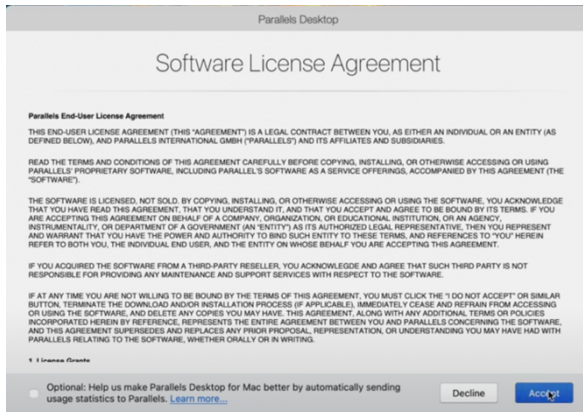 Parallels Desktop
Software License Agreement
Parallels End-User License Agreement
THIS END-USER LICENSE AGREEMENT (THIS "AGREEMENT") IS A LEGAL CONTRACT BETWEEN YOU, AS EITHER AN INDIVIDUAL OR AN ENTITY (AS
DEFINED BELOW), AND PARALLELS INTERNATIONAL GMBH ("PARALLELS") AND ITS AFFILIATES AND SUBSIDIARIES.
READ THE TERMS AND CONDITIONS OF THIS AGREEMENT CAREFULLY BEFORE COPYING, INSTALLING, OR OTHERWISE ACCESSING OR USING
PARALLELS' PROPRIETARY SOFTWARE, INCLUDING PARALLEL'S SOFTWARE AS A SERVICE OFFERINGS, ACCOMPANIED BY THIS AGREEMENT (THE
"SOFTWARE").
THE SOFTWARE IS LICENSED, NOT SOLD. BY COPYING, INSTALLING, OR OTHERWISE ACCESSING OR USING THE SOFTWARE, YOU ACKNOWLEDGE
THAT YOU HAVE READ THIS AGREEMENT, THAT YOU UNDERSTAND IT, AND THAT YOU ACCEPT AND AGREE TO BE BOUND BY ITS TERMS. IF YOU
ARE ACCEPTING THIS AGREEMENT ON BEHALF OF A COMPANY, ORGANIZATION, OR EDUCATIONAL INSTITUTION, OR AN AGENCY,
INSTRUMENTALITY, OR DEPARTMENT OF A GOVERNMENT (AN "ENTITY") AS ITS AUTHORIZED LEGAL REPRESENTATIVE, THEN YOU REPRESENT
AND WARRANT THAT YOU HAVE THE POWER AND AUTHORITY TO BIND SUCH ENTITY TO THESE TERMS, AND REFERENCES TO "YOU" HEREIN
REFER TO BOTH YOU, THE INDIVIDUAL END USER, AND THE ENTITY ON WHOSE BEHALF YOU ARE ACCEPTING THIS AGREEMENT.
IF YOU ACQUIRED THE SOFTWARE FROM A THIRD-PARTY RESELLER, YOU ACKNOWLEGDE AND AGREE THAT SUCH THIRD PARTY IS NOT
RESPONSIBLE FOR PROVIDING ANY MAINTENANCE AND SUPPORT SERVICES WITH RESPECT TO THE SOFTWARE.
IF AT ANY TIME YOU ARE NOT WILLING TO BE BOUND BY THE TERMS OF THIS AGREEMENT, YOU MUST CLICK THE "I DO NOT ACCEPT" OR SIMILAR
BUTTON, TERMINATE THE DOWNLOAD AND/OR INSTALLATION PROCESS (IF APPLICABLE), IMMEDIATELY CEASE AND REFRAIN FROM ACCESSING
OR USING THE SOFTWARE, AND DELETE ANY COPIES YOU MAY HAVE. THIS AGREEMENT, ALONG WITH ANY ADDITIONAL TERMS OR POLICIES
INCORPORATED HEREIN BY REFERENCE, REPRESENTS THE ENTIRE AGREEMENT BETWEEN YOU AND PARALLELS CONCERNING THE SOFTWARE,
AND THIS AGREEMENT SUPERSEDES AND REPLACES ANY PRIOR PROPOSAL, REPRESENTATION, OR UNDERSTANDING YOU MAY HAVE HAD WITH
PARALLELS RELATING TO THE SOFTWARE, WHETHER ORALLY OR IN WRITING.
1. License Grants
Optional: Help us make Parallels Desktop for Mac better by automatically sending
usage statistics to Parallels. Learn more...
Decline
Accept